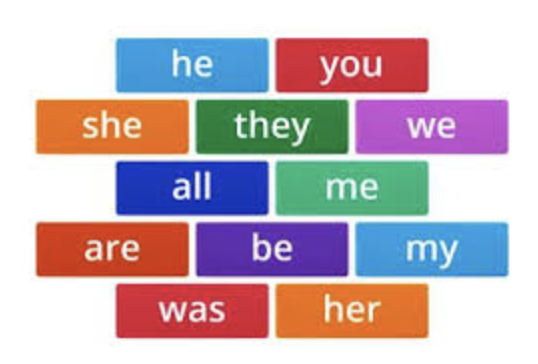 he you
she they we
all me
are be my
was her